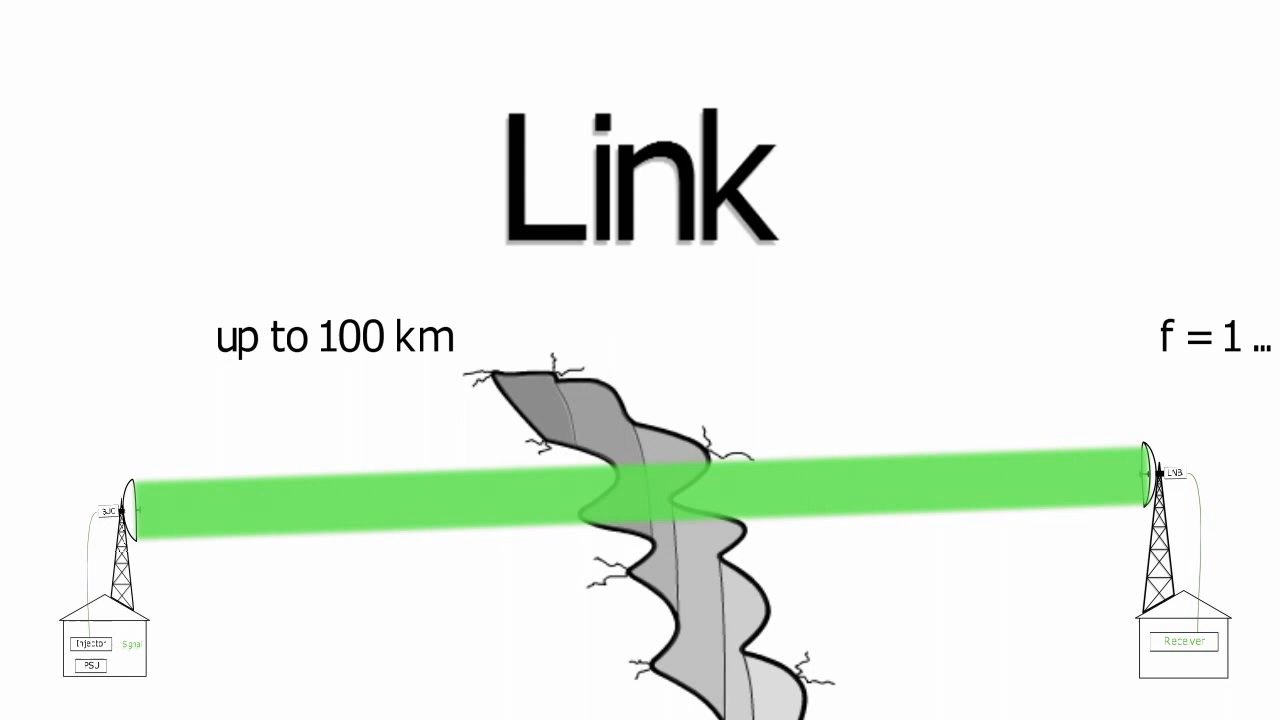 Link
up to 100 km
f = 1 ...
BUC
LNB
Injector
Signal
PSU
Receiver